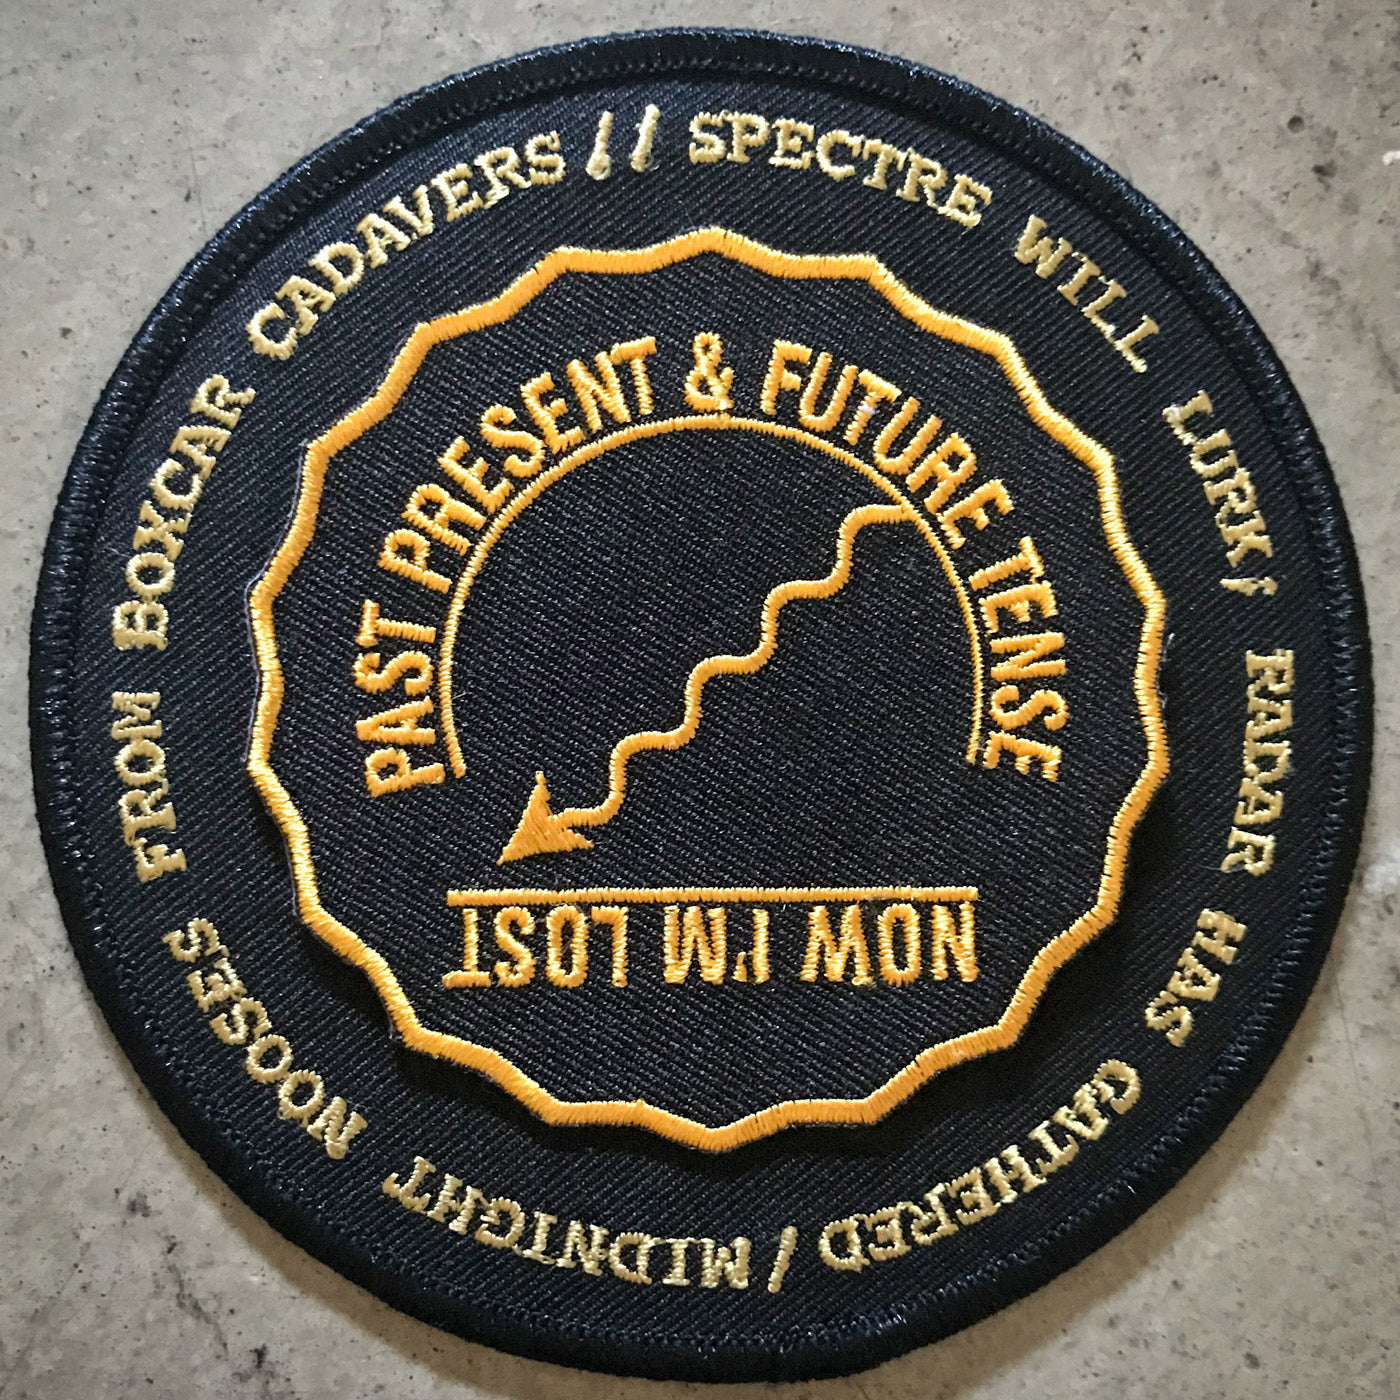 SPECTRE WILL LURK; RADAR HAS GATHERED / MIDNIGHT NOOSES FROM BOXCAR CADAVERS //
PAST PRESENT & FUTURE TENSE
NOW I'M LOST